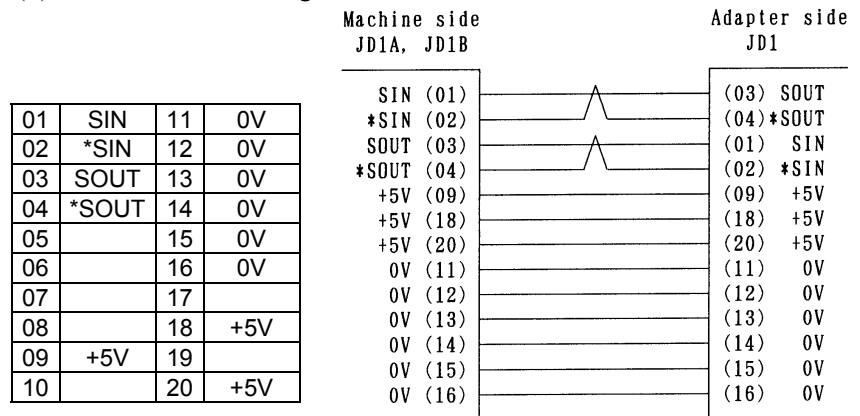 Machine side
JD1A, JD1B
Adapter side
JD1
01 SIN 11 0V
02 *SIN 12 0V
03 SOUT 13 0V
04 *SOUT 14 0V
05 15 0V
06 16 0V
07 17
08 18 +5V
09 +5V 19
10 20 +5V
SIN (01) (03) SOUT
*SIN (02) (04)*SOUT
SOUT (03) (01) SIN
*SOUT (04) (02) *SIN
+5V (09) (09) +5V
+5V (18) (18) +5V
+5V (20) (20) +5V
0V (11) (11) 0V
0V (12) (12) 0V
0V (13) (13) 0V
0V (14) (14) 0V
0V (15) (15) 0V
0V (16) (16) 0V